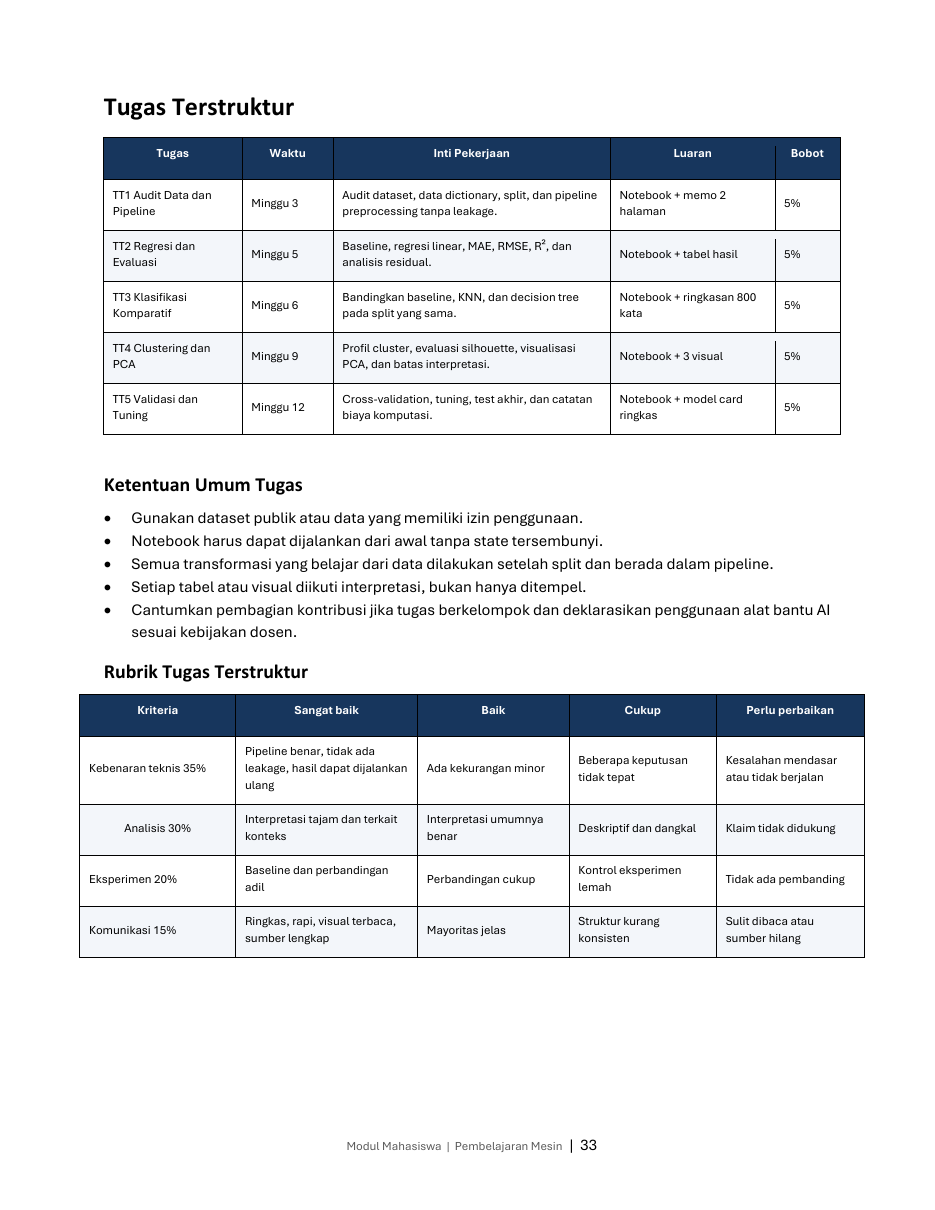 Tugas Terstruktur
Tugas Waktu Inti Pekerjaan Luaran Bobot
TT1 Audit Data dan
Pipeline
Minggu 3
Audit dataset, data dictionary, split, dan pipeline
preprocessing tanpa leakage.
Notebook + memo 2
halaman
5%
TT2 Regresi dan
Evaluasi
Minggu 5
Baseline, regresi linear, MAE, RMSE, R², dan
analisis residual.
Notebook + tabel hasil
5%
TT3 Klasifikasi
Komparatif
Minggu 6
Bandingkan baseline, KNN, dan decision tree
pada split yang sama.
Notebook + ringkasan 800
kata
5%
TT4 Clustering dan
PCA
Minggu 9
Profil cluster, evaluasi silhouette, visualisasi
PCA, dan batas interpretasi.
Notebook + 3 visual
5%
TT5 Validasi dan
Tuning
Minggu 12
Cross-validation, tuning, test akhir, dan catatan
biaya komputasi.
Notebook + model card
ringkas
5%
Ketentuan Umum Tugas
• Gunakan dataset publik atau data yang memiliki izin penggunaan.
• Notebook harus dapat dijalankan dari awal tanpa state tersembunyi.
• Semua transformasi yang belajar dari data dilakukan setelah split dan berada dalam pipeline.
• Setiap tabel atau visual diikuti interpretasi, bukan hanya ditempel.
• Cantumkan pembagian kontribusi jika tugas berkelompok dan deklarasikan penggunaan alat bantu AI
sesuai kebijakan dosen.
Rubrik Tugas Terstruktur
Kriteria Sangat baik Baik Cukup Perlu perbaikan
Kebenaran teknis 35%
Pipeline benar, tidak ada
leakage, hasil dapat dijalankan
ulang
Ada kekurangan minor
Beberapa keputusan
tidak tepat
Kesalahan mendasar
atau tidak berjalan
Analisis 30%
Interpretasi tajam dan terkait
konteks
Interpretasi umumnya
benar
Deskriptif dan dangkal
Klaim tidak didukung
Eksperimen 20%
Baseline dan perbandingan
adil
Perbandingan cukup
Kontrol eksperimen
lemah
Tidak ada pembanding
Komunikasi 15%
Ringkas, rapi, visual terbaca,
sumber lengkap
Mayoritas jelas
Struktur kurang
konsisten
Sulit dibaca atau
sumber hilang
Modul Mahasiswa | Pembelajaran Mesin | 33